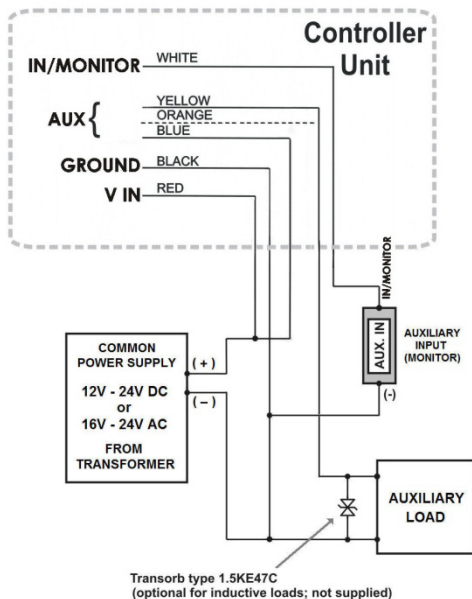 Controller
Unit
IN/MONITOR
WHITE
YELLOW
ORANGE
AUX {
BLUE
GROUND
BLACK
V IN
RED
IN/MONITOR
AUX. IN
AUXILIARY
INPUT
(MONITOR)
(-)
COMMON
POWER SUPPLY
12V - 24V DC
or
16V - 24V AC
FROM
TRANSFORMER
(+)
(−)
AUXILIARY
LOAD
Transorb type 1.5KE47C
(optional for inductive loads; not supplied)